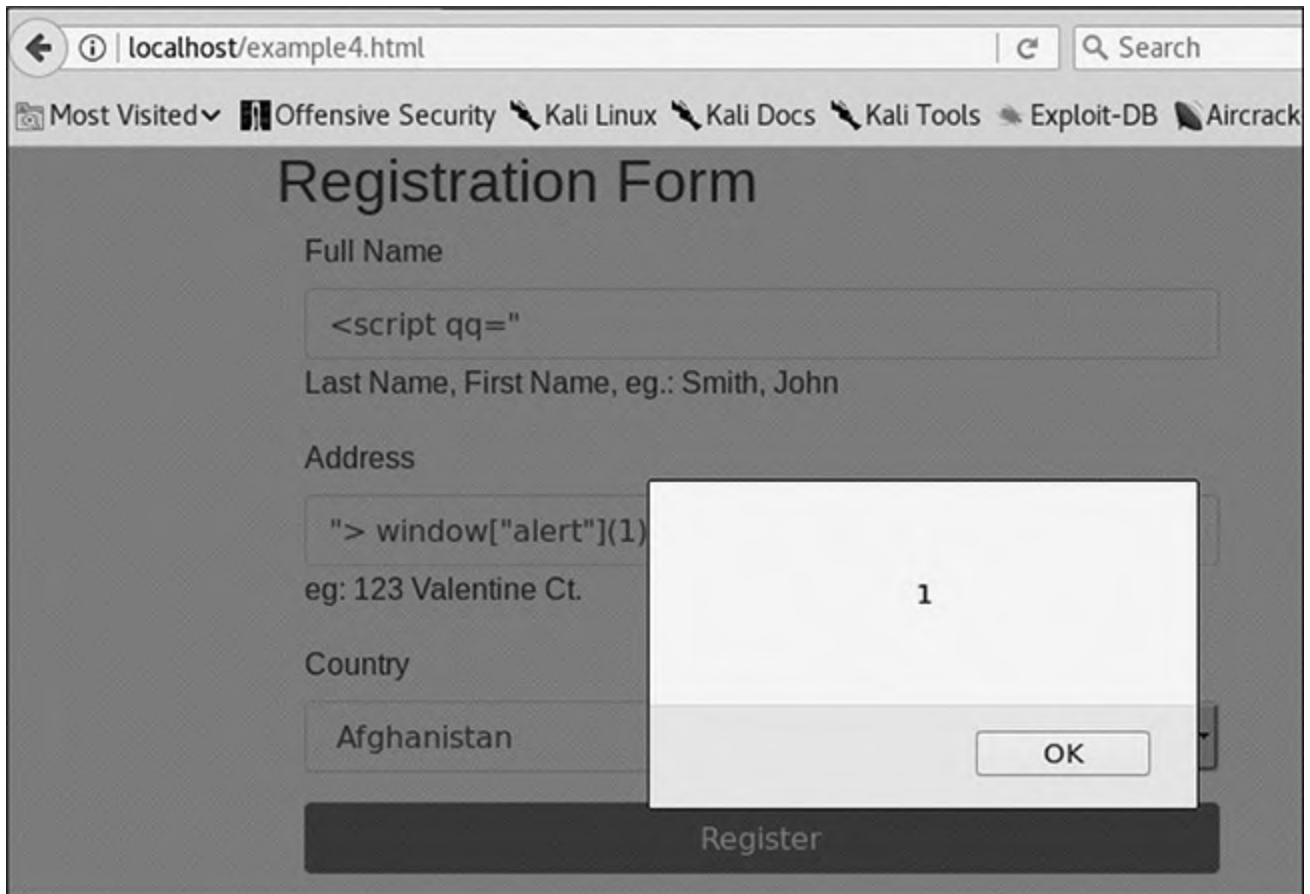 localhost/example4.html
Search
Most Visited Offensive Security Kali Linux Kali Docs Kali Tools Exploit-DB Aircrack
Registration Form
Full Name
<script qq="
Last Name, First Name, eg.: Smith, John
Address
"> window["alert"](1)
eg: 123 Valentine Ct.
1
Country
Afghanistan
OK
Register